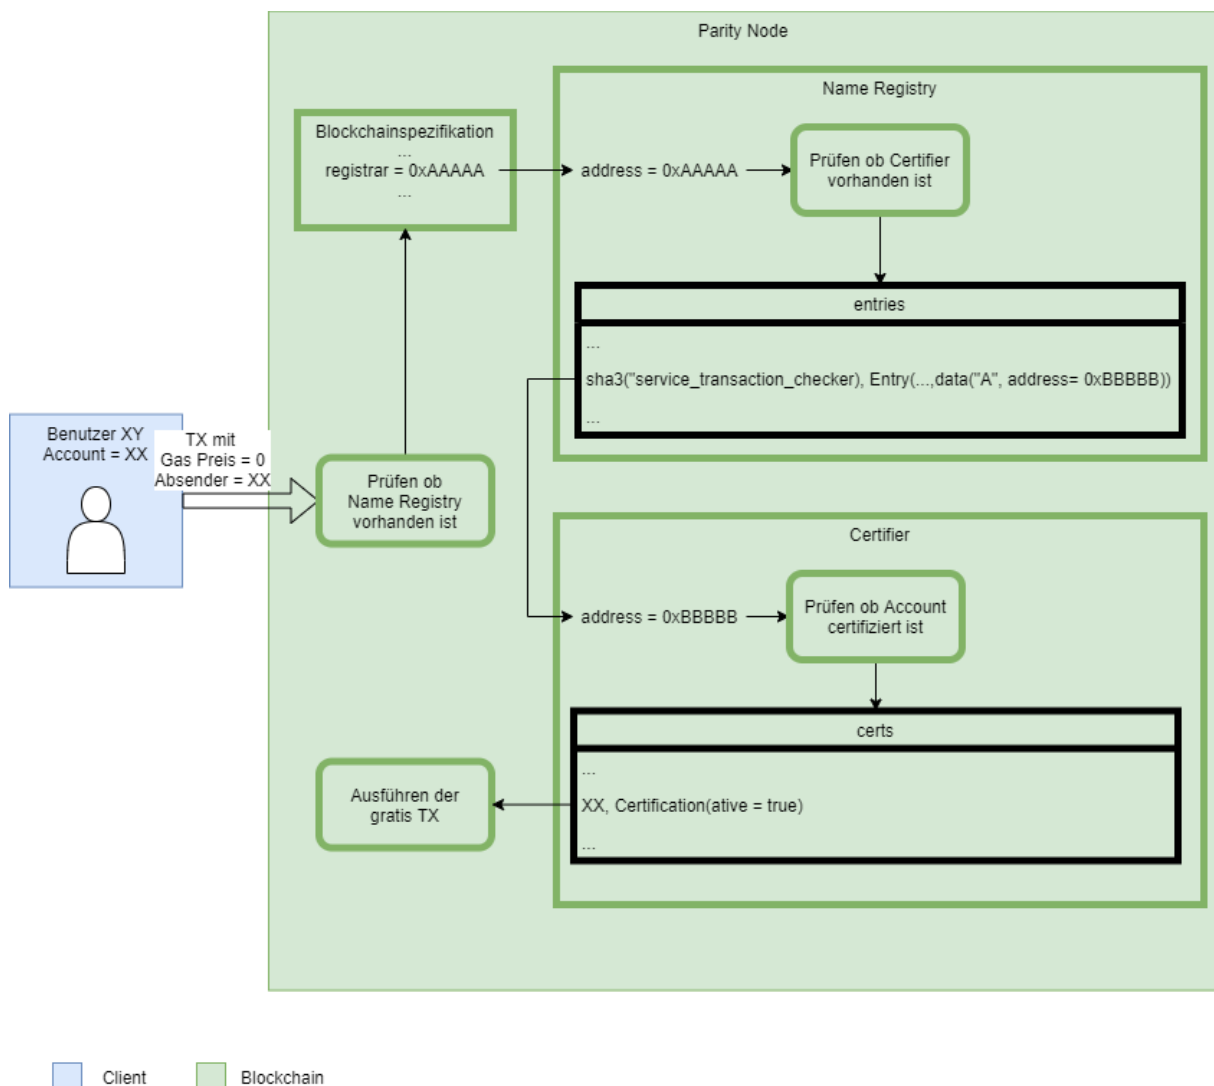 Parity Node
Name Registry
Blockchainspezifikation
...
registrar = 0xAAAAA
...
address = 0xAAAAA
Prüfen ob Certifier
vorhanden ist
entries
...
sha3("service_transaction_checker), Entry(...,data("A", address= 0xBBBBB))
...
Benutzer XY
Account = XX
TX mit
Gas Preis = 0
Absender = XX
Prüfen ob
Name Registry
vorhanden ist
Certifier
address = 0xBBBBB
Prüfen ob Account
certifiziert ist
certs
...
XX, Certification(ative = true)
...
Ausführen der
gratis TX
Client
Blockchain